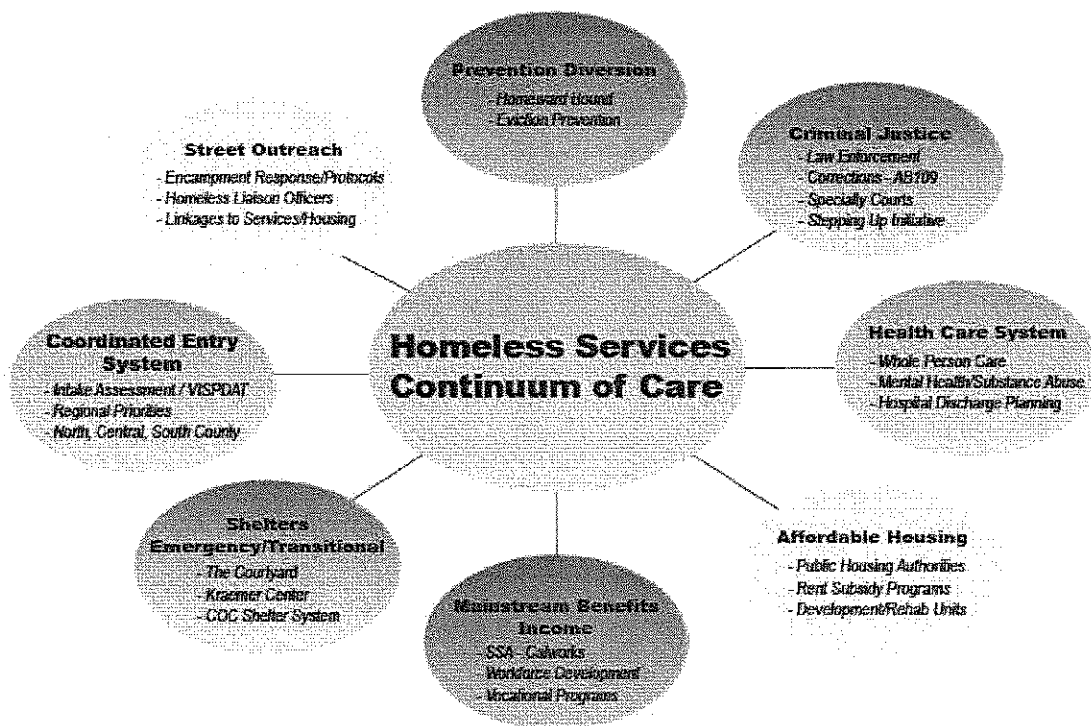 Prevention Diversion
- Homeward Bound
- Eviction Prevention
Criminal Justice
- Law Enforcement
- Corrections - AB109
- Specialty Courts
- Stepping Up Initiative
Street Outreach
- Encampment Response/Protocols
- Homeless Liaison Officers
- Linkages to Services/Housing
Homeless Services
Continuum of Care
Coordinated Entry
System
- Intake Assessment / VISPDAT
- Regional Priorities
- North, Central, South County
Health Care System
- Whole Person Care
- Mental Health/Substance Abuse
- Hospital Discharge Planning
Shelters
Emergency/Transitional
- The Courtyard
- Kraemer Center
- COC Shelter System
Mainstream Benefits
Income
- SSA - Calworks
- Workforce Development
- Vocational Programs
Affordable Housing
- Public Housing Authorities
- Rent Subsidy Programs
- Development/Rehab Units